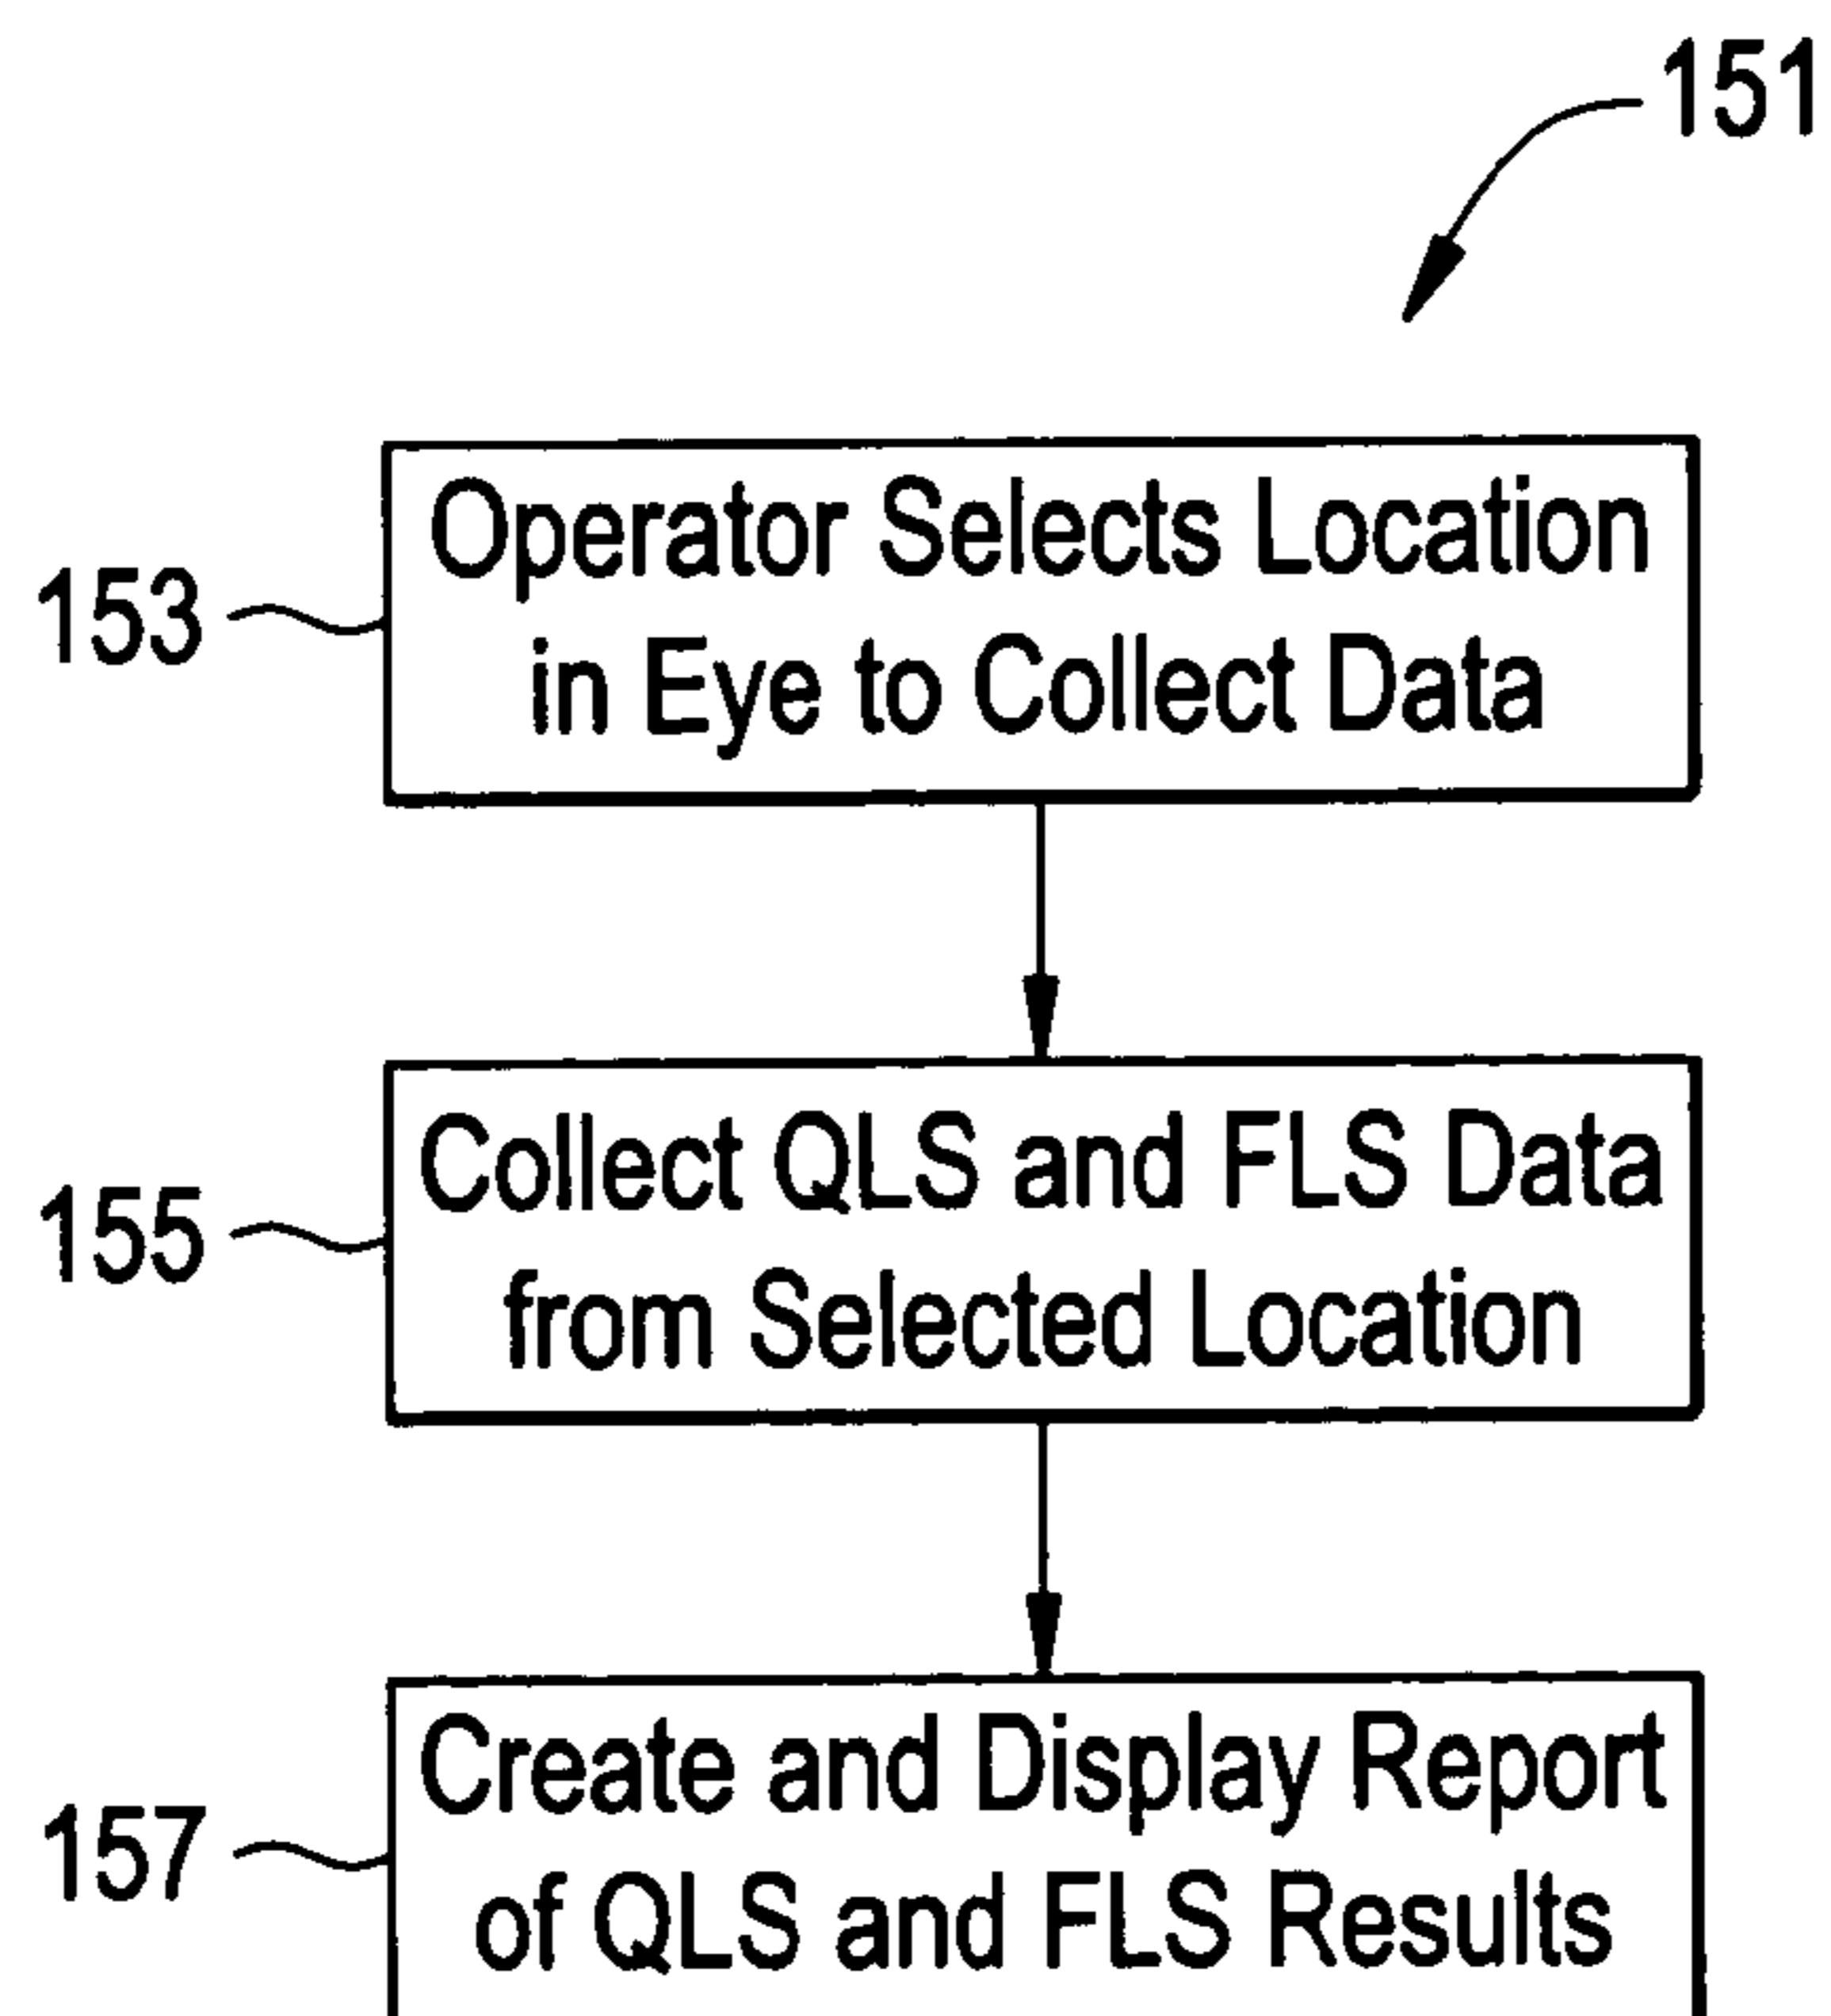 151
Operator Selects Location
in Eye to Collect Data
153
Collect QLS and FLS Data
from Selected Location
155
Create and Display Report
of QLS and FLS Results
157